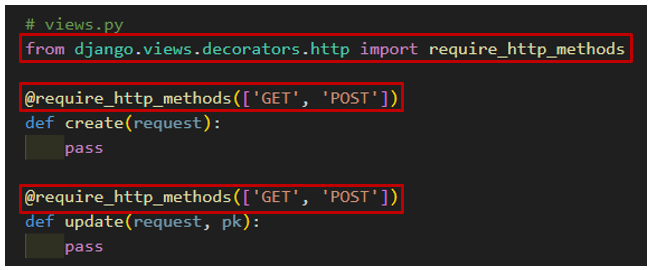 # views.py
from django.views.decorators.http import require_http_methods
@require_http_methods(['GET', 'POST'])
def create(request):
    pass
@require_http_methods(['GET', 'POST'])
def update(request, pk):
    pass